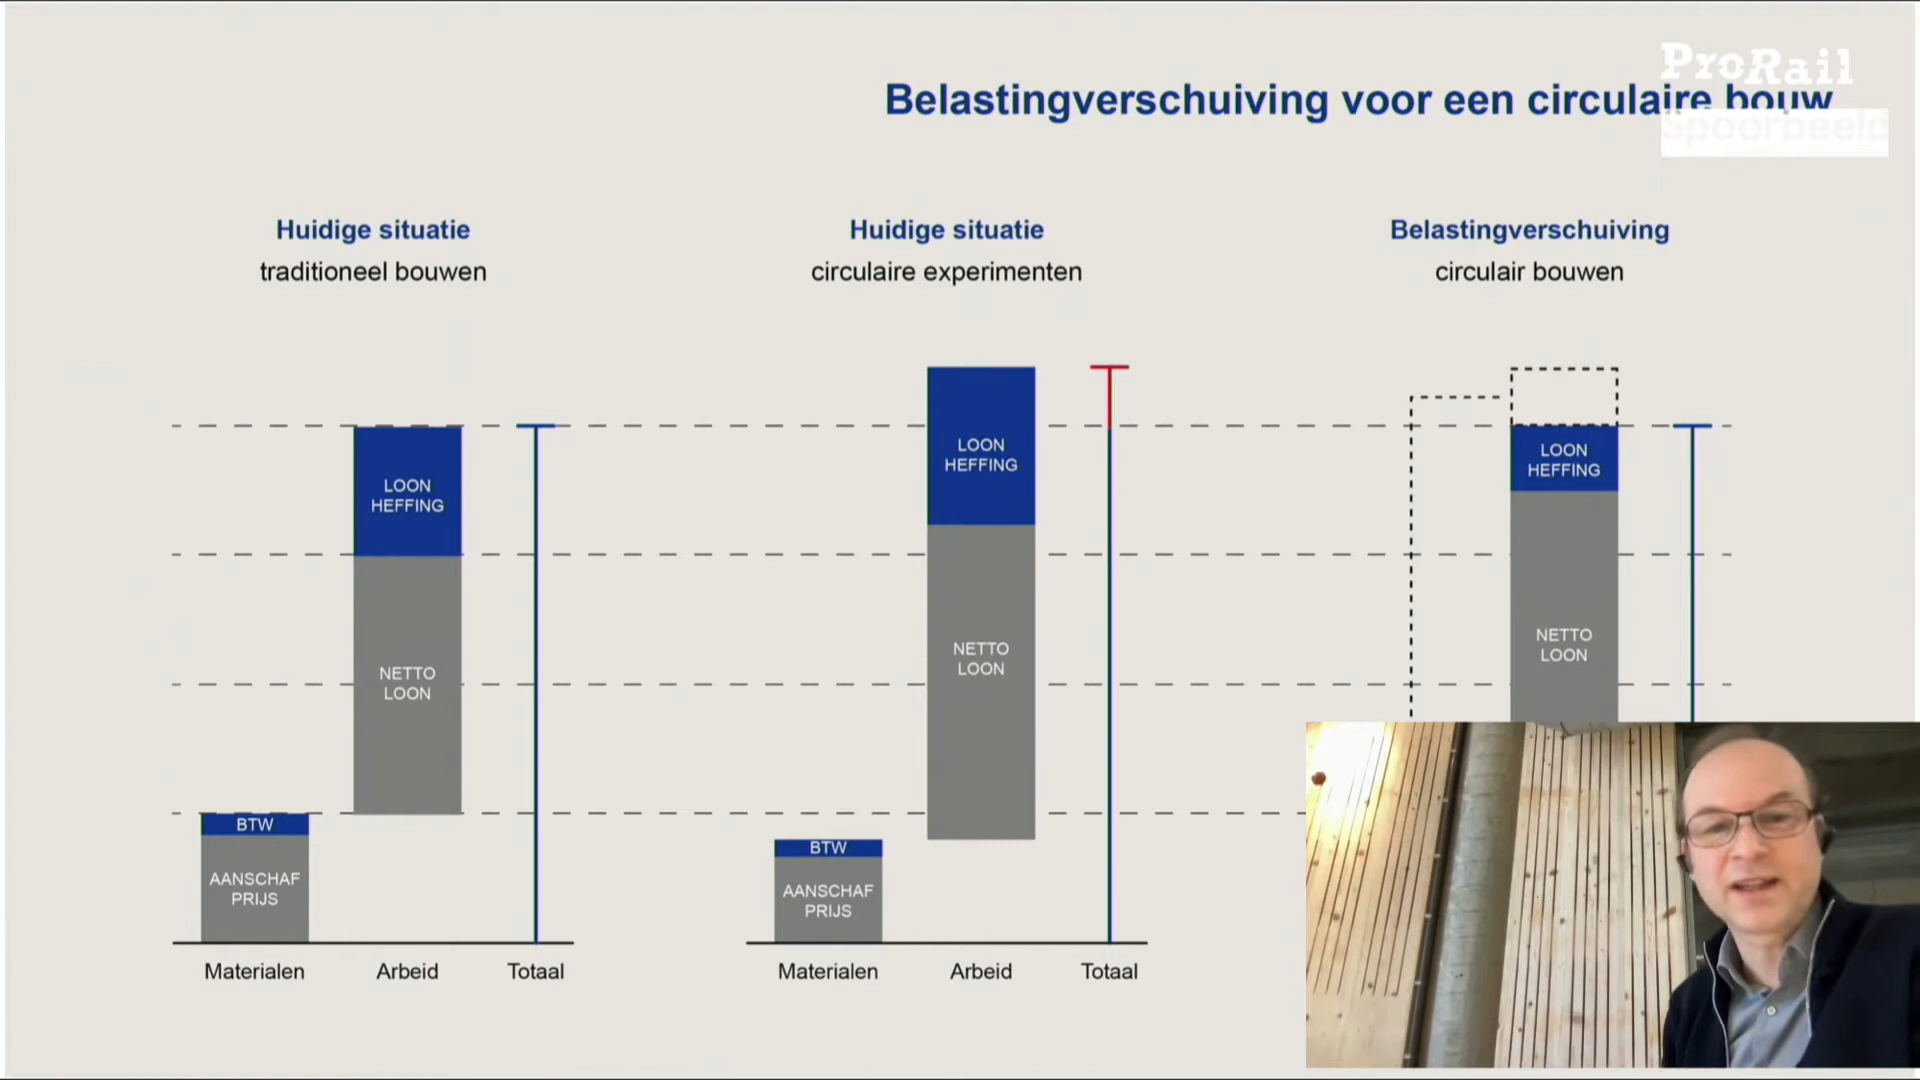 ProRail
Belastingverschuiving voor een circulaire bouw
Spoorbeeld
Huidige situatie
traditioneel bouwen
Huidige situatie
circulaire experimenten
Belastingverschuiving
circulair bouwen
LOON
HEFFING
NETTO
LOON
BTW
AANSCHAF
PRIJS
Materialen
Arbeid
Totaal
LOON
HEFFING
NETTO
LOON
BTW
AANSCHAF
PRIJS
Materialen
Arbeid
Totaal
LOON
HEFFING
NETTO
LOON